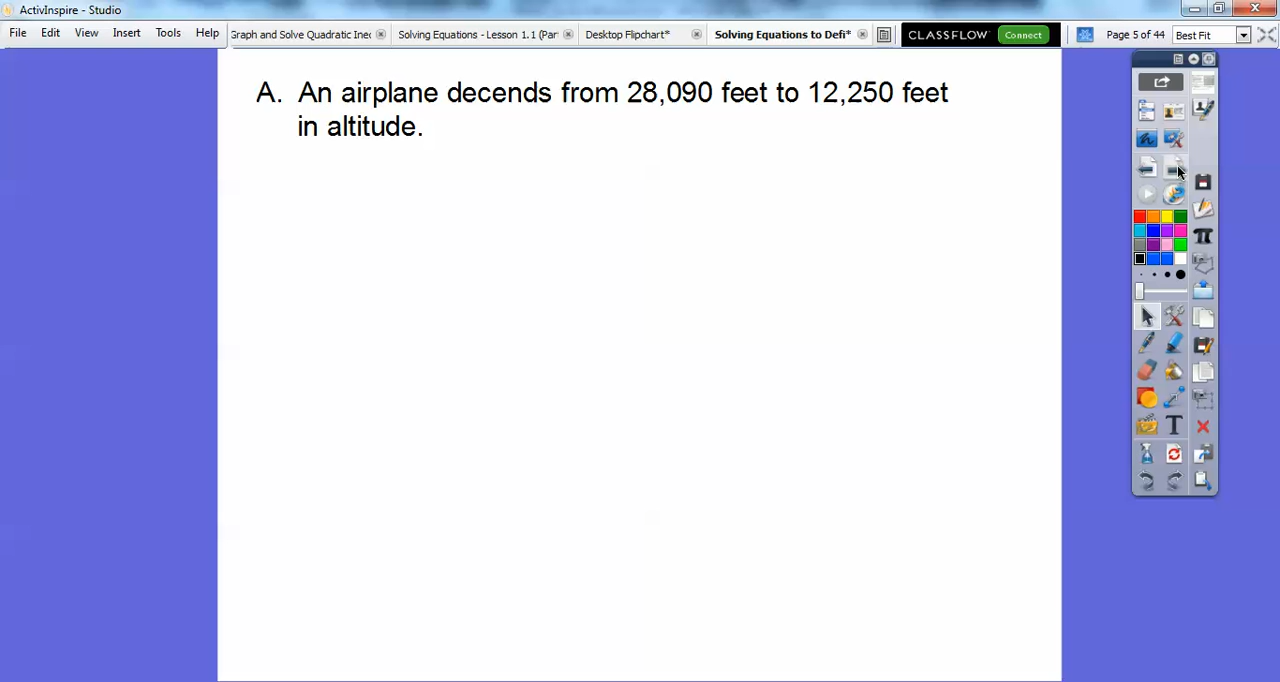 ActivInspire - Studio
File Edit View Insert Tools Help
Graph and Solve Quadratic Ine
Solving Equations - Lesson 1.1 (Par
Desktop Flipchart*
Solving Equations to Defi*
CLASSFLOW Connect
Page 5 of 44
Best Fit
A. An airplane decends from 28,090 feet to 12,250 feet
in altitude.